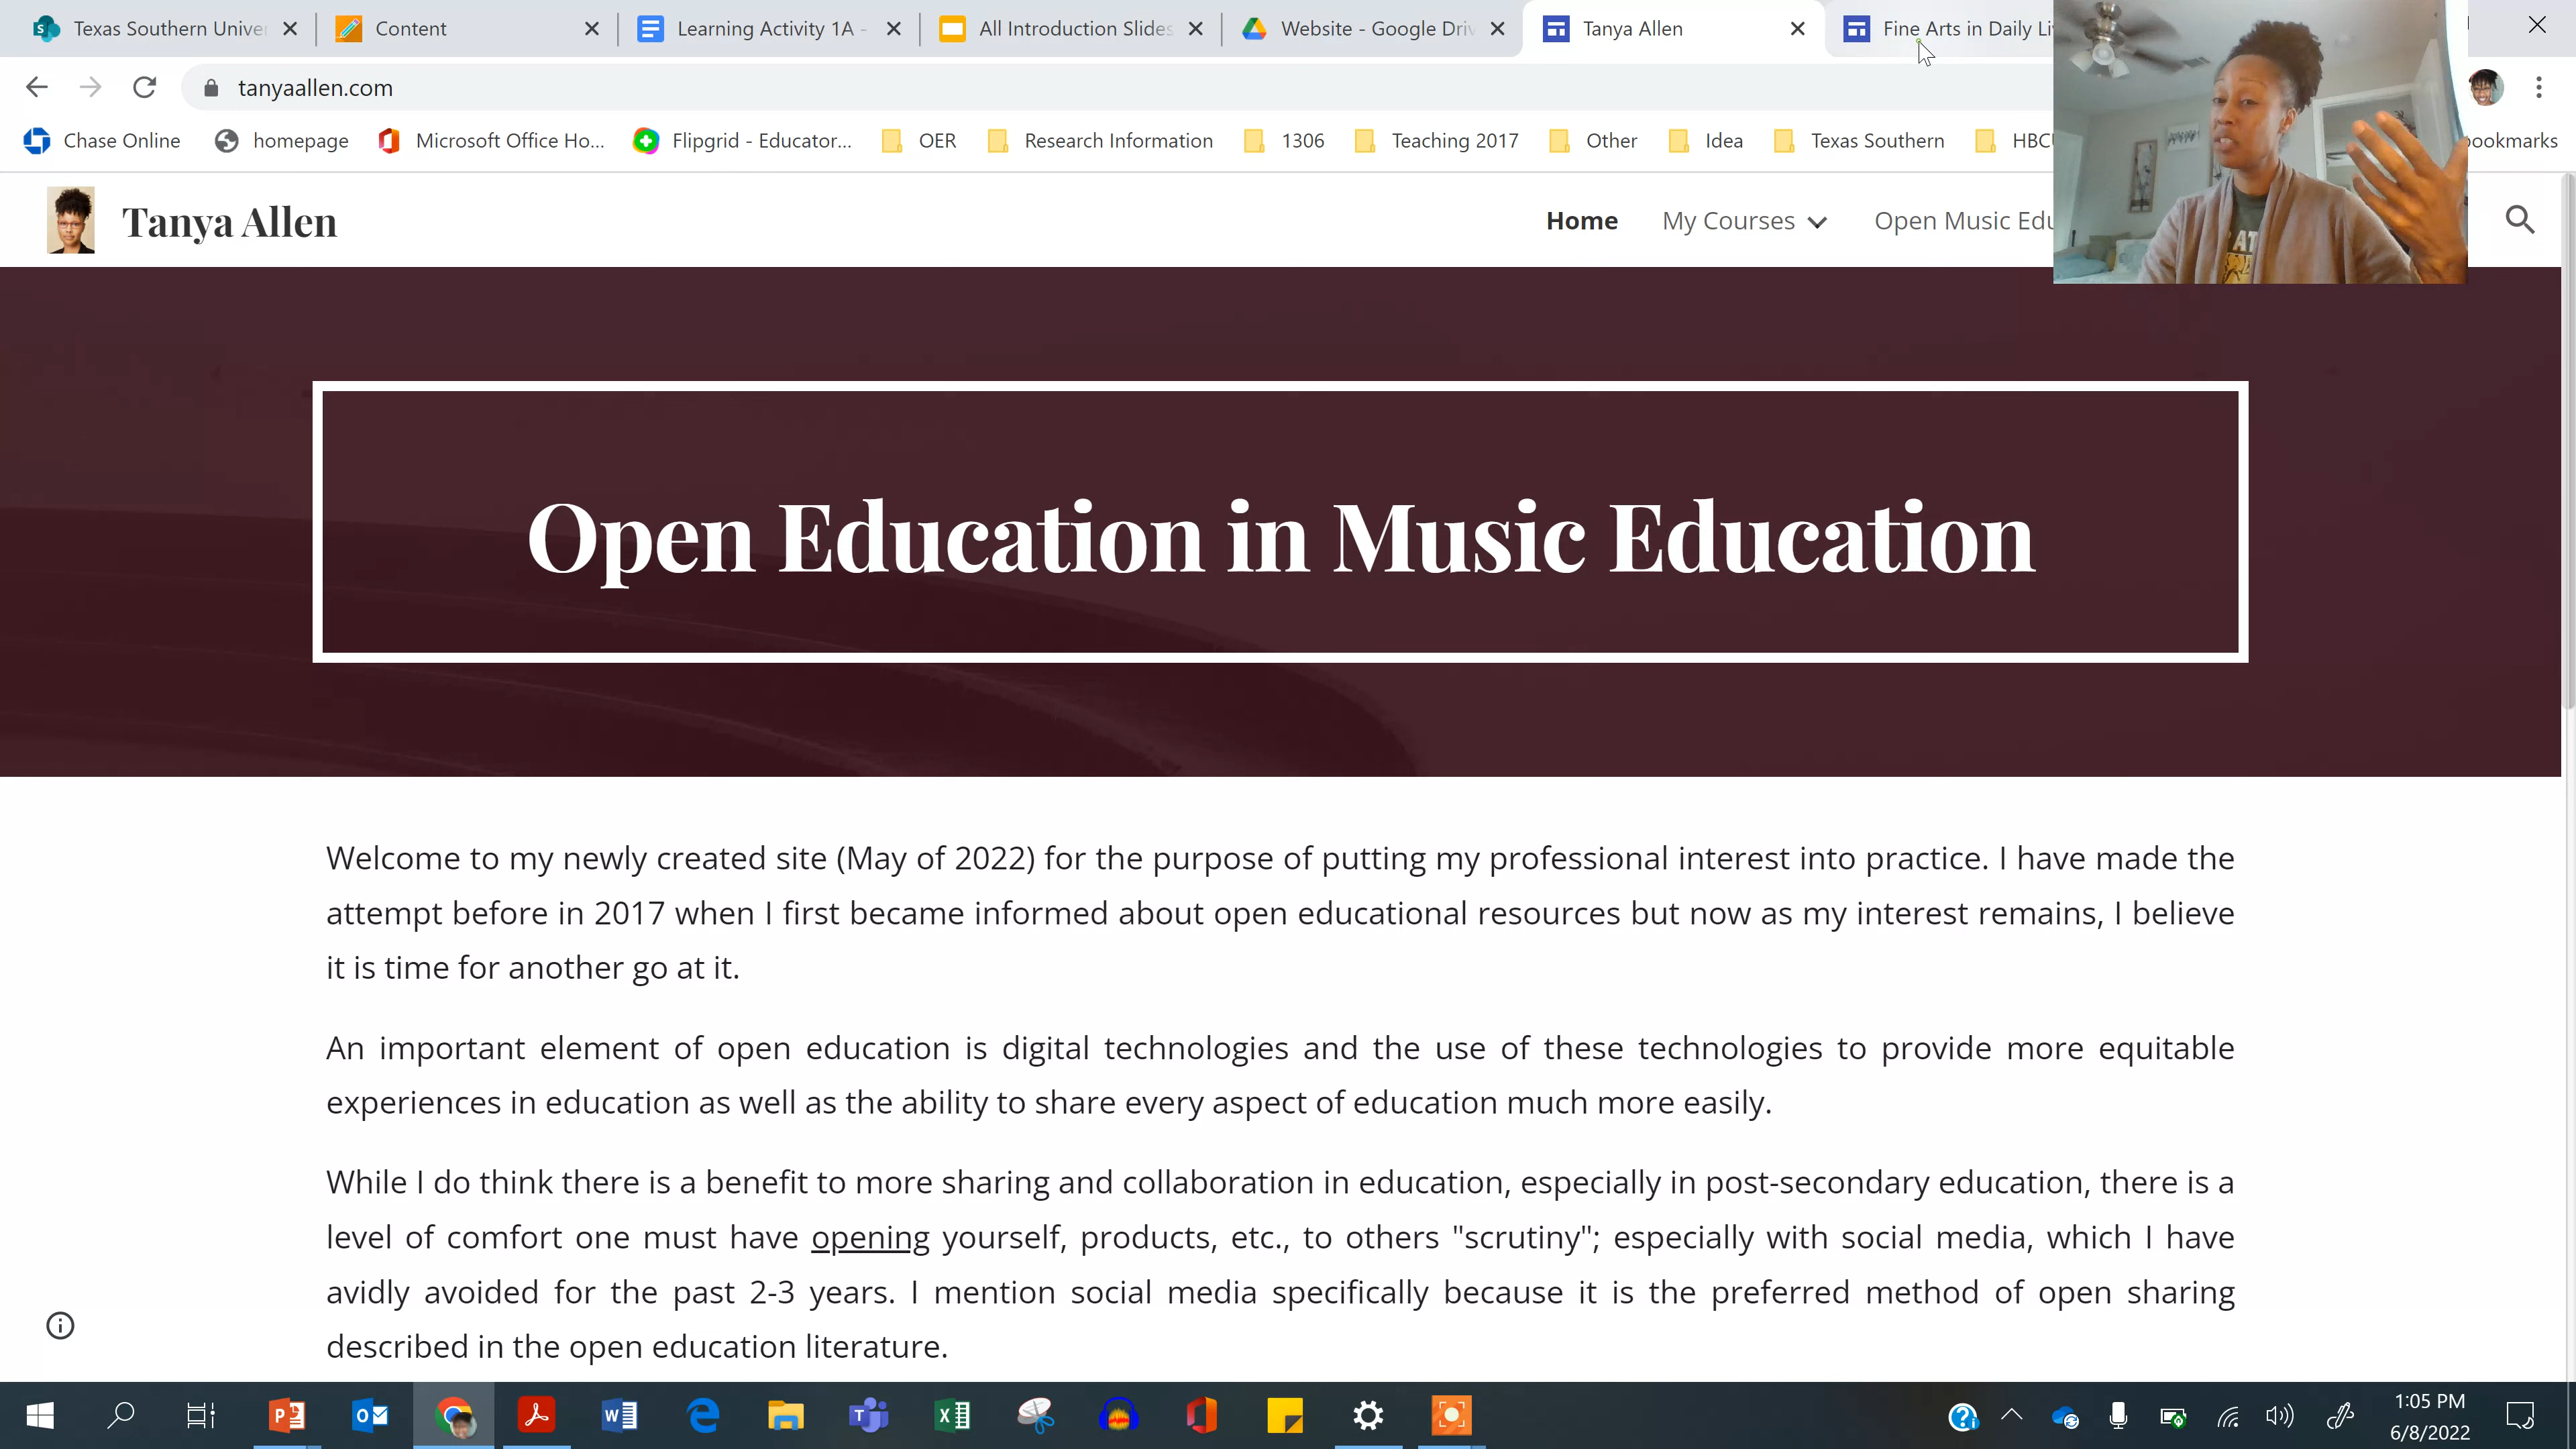 Texas Southern Univer
Content
Learning Activity 1A -
All Introduction Slides
Website - Google Driv
Tanya Allen
Fine Arts in Daily Li
tanyaallen.com
Chase Online
homepage
Microsoft Office Ho...
Flipgrid - Educator...
OER
Research Information
1306
Teaching 2017
Other
Idea
Texas Southern
HBCU
bookmarks
Tanya Allen
Home
My Courses
Open Music Edu
Open Education in Music Education
Welcome to my newly created site (May of 2022) for the purpose of putting my professional interest into practice. I have made the
attempt before in 2017 when I first became informed about open educational resources but now as my interest remains, I believe
it is time for another go at it.
An important element of open education is digital technologies and the use of these technologies to provide more equitable
experiences in education as well as the ability to share every aspect of education much more easily.
While I do think there is a benefit to more sharing and collaboration in education, especially in post-secondary education, there is a
level of comfort one must have opening yourself, products, etc., to others "scrutiny"; especially with social media, which I have
avidly avoided for the past 2-3 years. I mention social media specifically because it is the preferred method of open sharing
described in the open education literature.
1:05 PM
6/8/2022